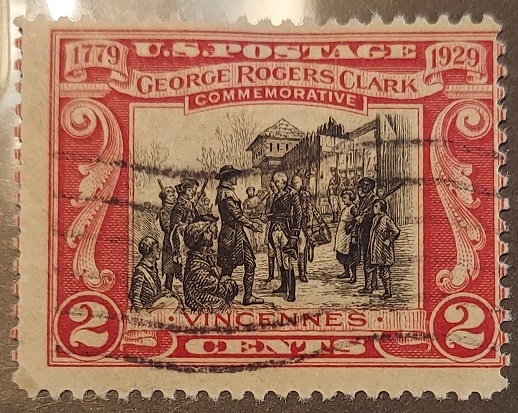 1779 U.S. POSTAGE 1929
GEORGE ROGERS CLARK
COMMEMORATIVE
· VINCENNES ·
2 CENTS 2